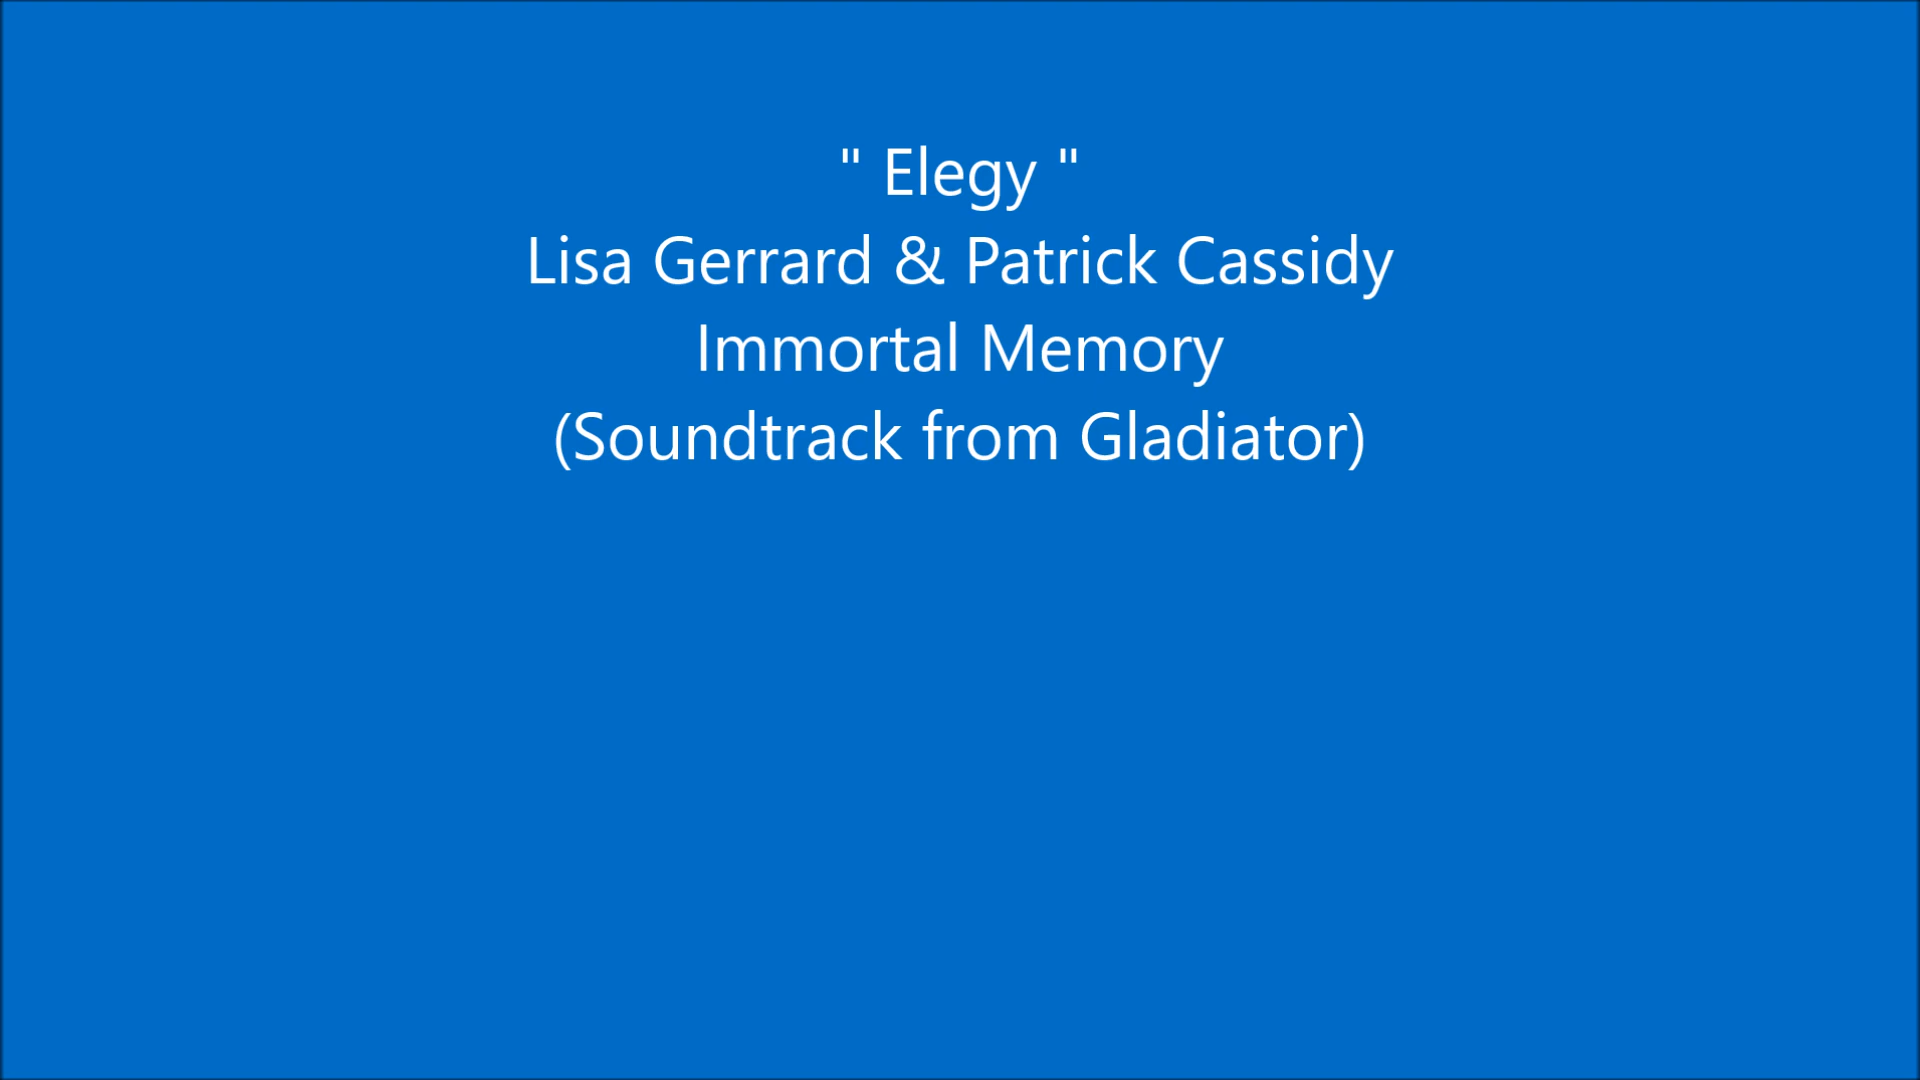 " Elegy "
Lisa Gerrard & Patrick Cassidy
Immortal Memory
(Soundtrack from Gladiator)